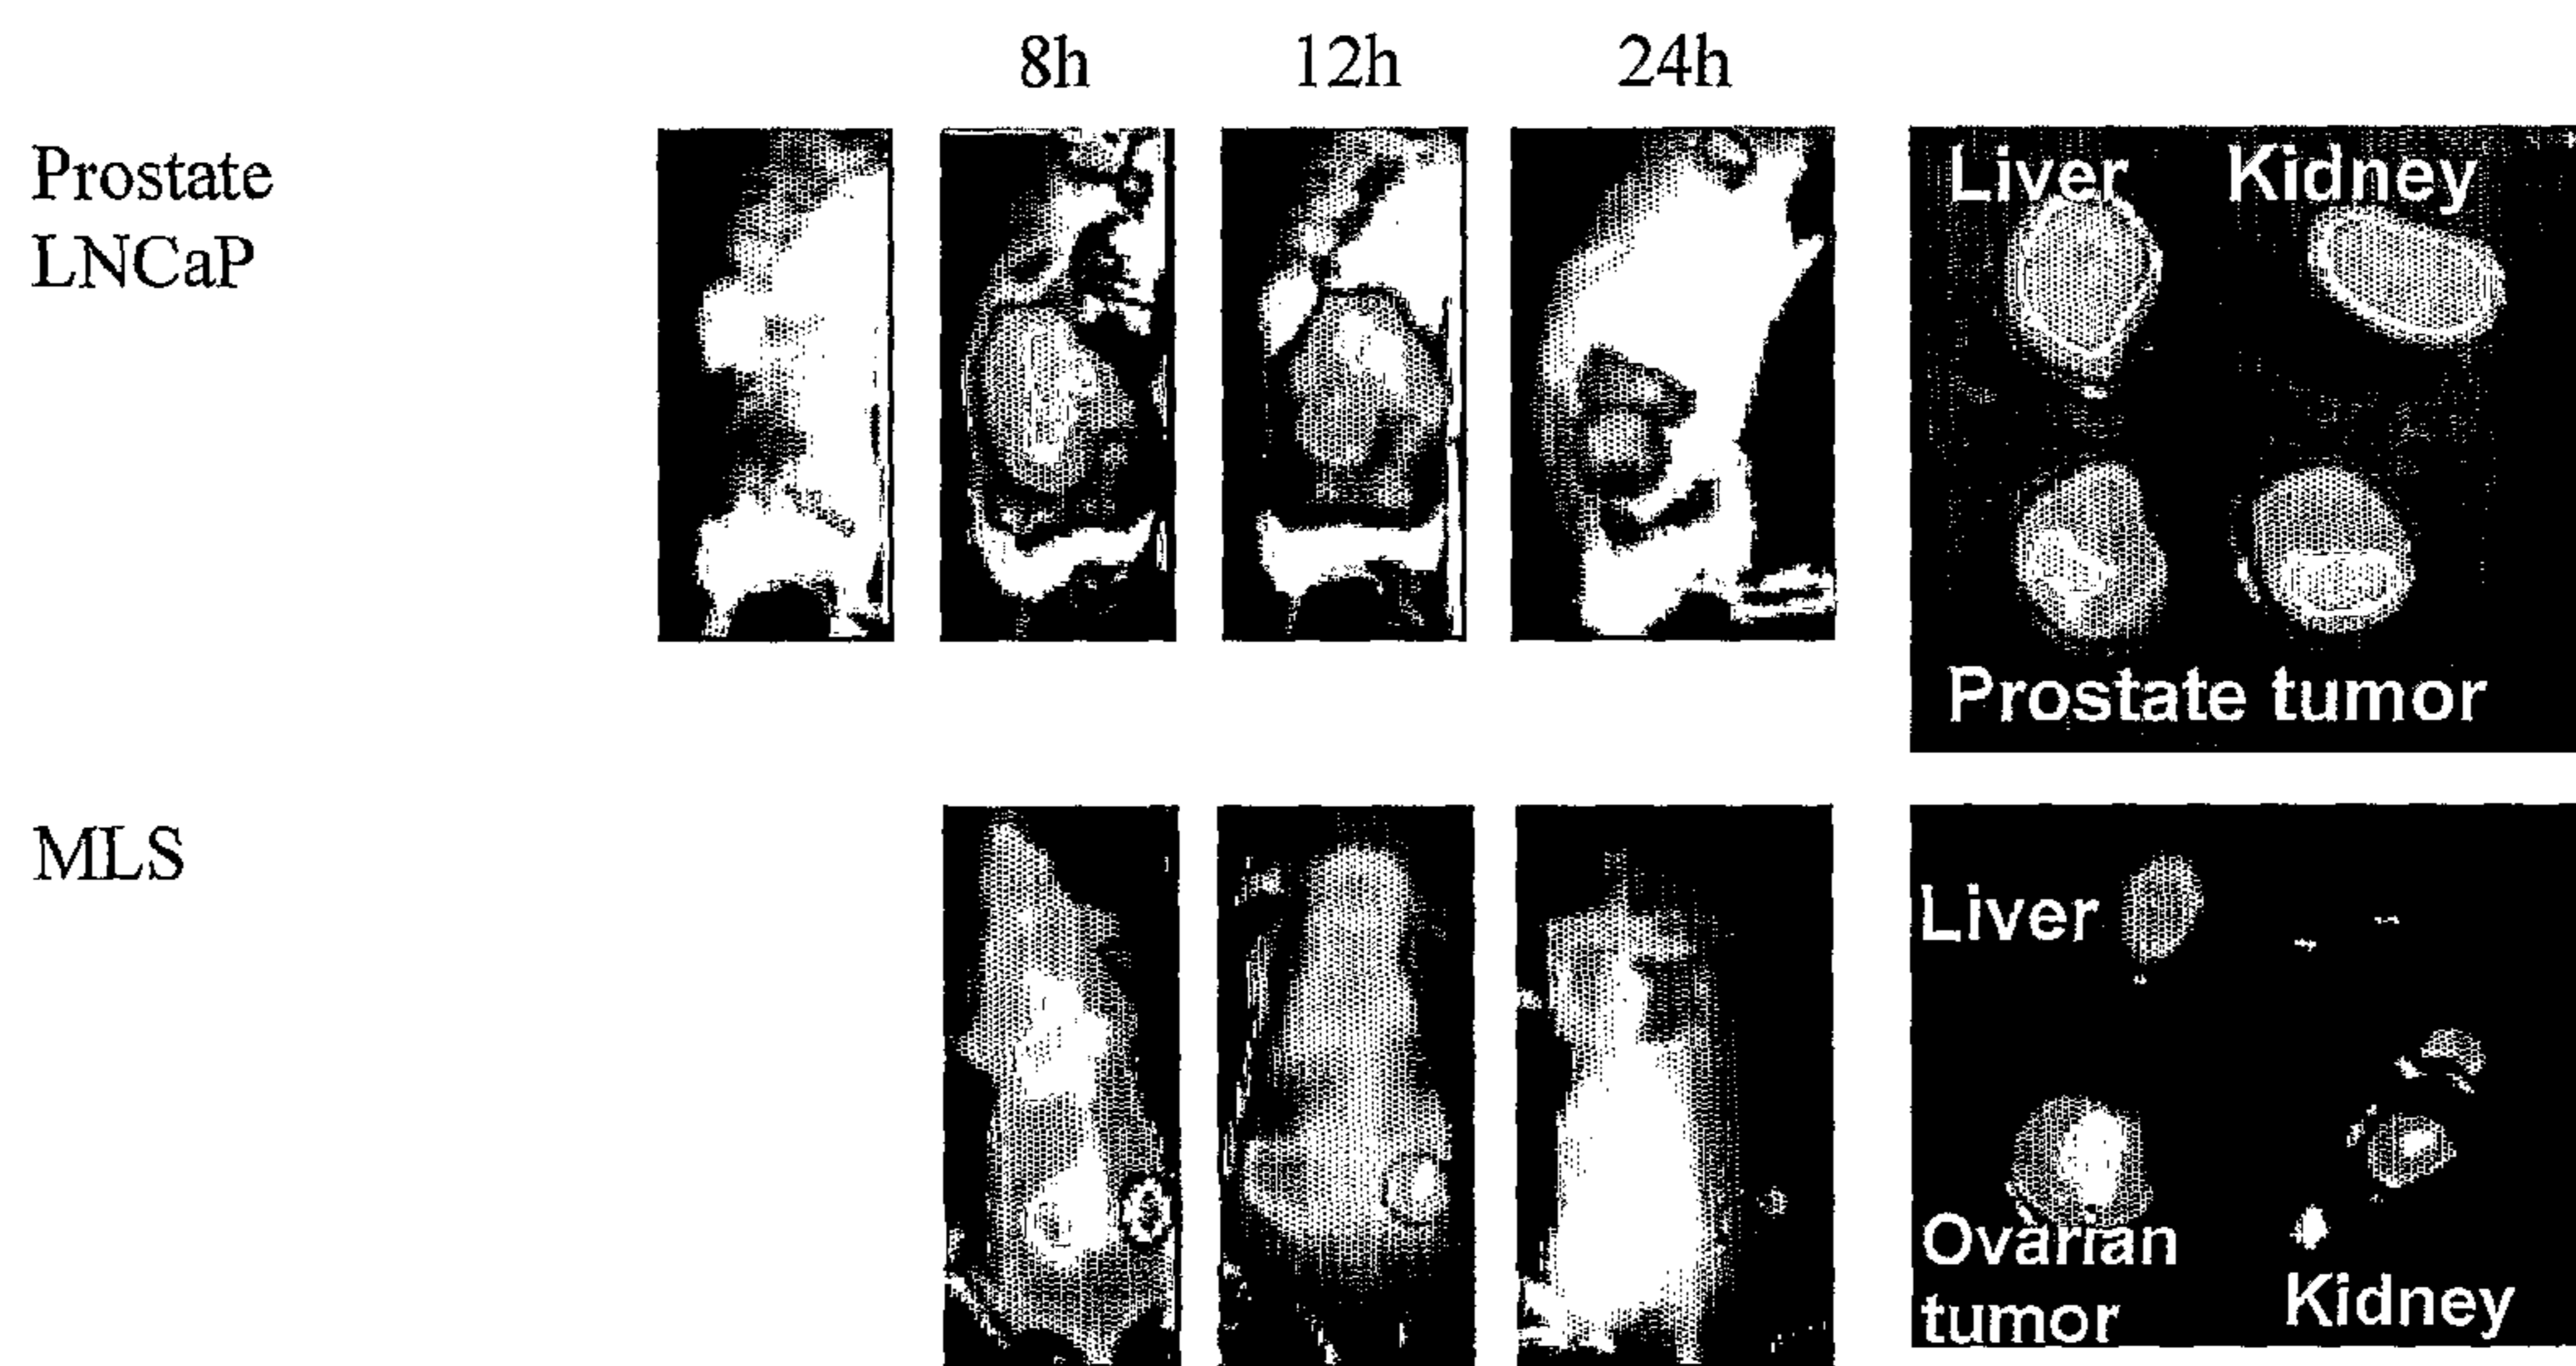 8h 12h 24h
Prostate
LNCaP
Liver Kidney
Prostate tumor
MLS
Liver
Ovarian
tumor
Kidney